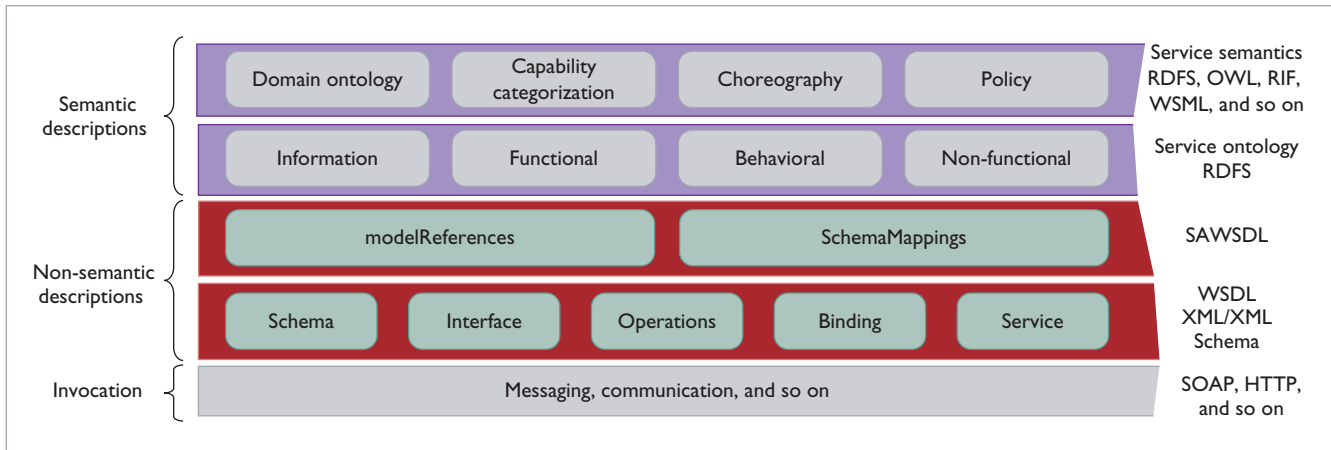 Semantic
descriptions
Domain ontology
Capability
categorization
Choreography
Policy
Service semantics
RDFS, OWL, RIF,
WSML, and so on
Information
Functional
Behavioral
Non-functional
Service ontology
RDFS
Non-semantic
descriptions
modelReferences
SchemaMappings
SAWSDL
Schema
Interface
Operations
Binding
Service
WSDL
XML/XML
Schema
Invocation
Messaging, communication, and so on
SOAP, HTTP,
and so on